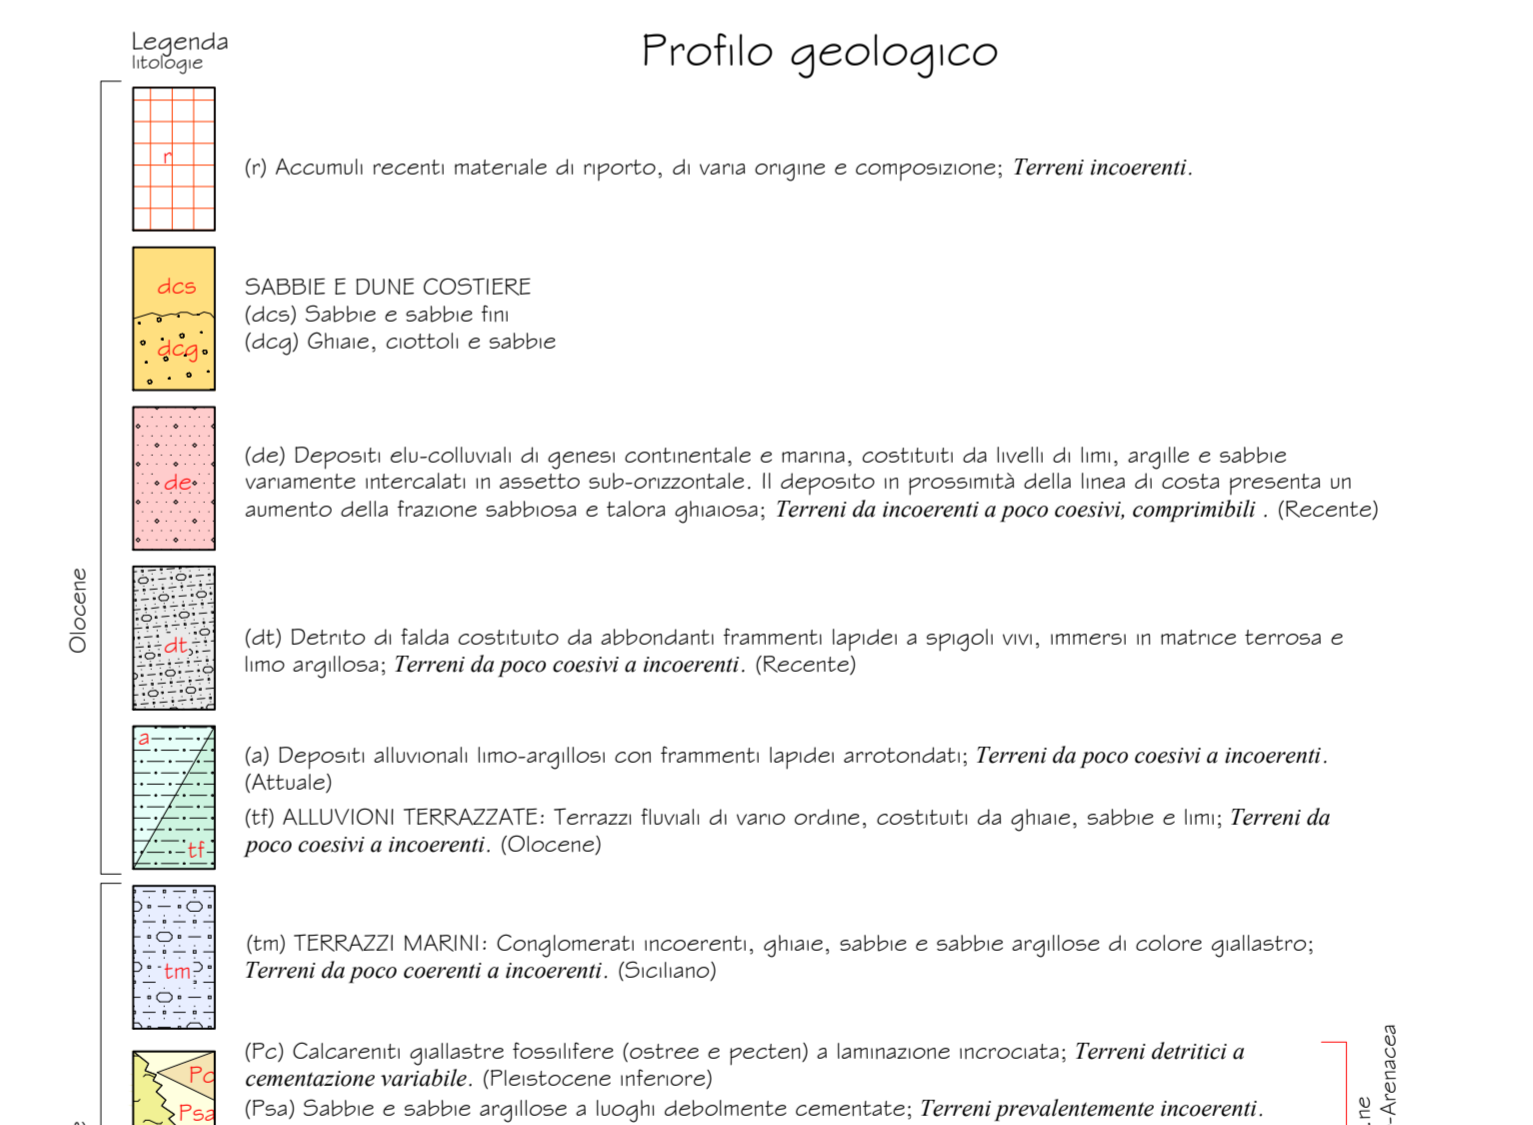 Legenda
litologie
Profilo geologico
r
(r) Accumuli recenti materiale di riporto, di varia origine e composizione; Terreni incoerenti.
dcs
dcg
SABBIE E DUNE COSTIERE
(dcs) Sabbie e sabbie fini
(dcg) Ghiaie, ciottoli e sabbie
de
(de) Depositi elu-colluviali di genesi continentale e marina, costituiti da livelli di limi, argille e sabbie
variamente intercalati in assetto sub-orizzontale. Il deposito in prossimità della linea di costa presenta un
aumento della frazione sabbiosa e talora ghiaiosa; Terreni da incoerenti a poco coesivi, comprimibili . (Recente)
Olocene
dt
(dt) Detrito di falda costituito da abbondanti frammenti lapidei a spigoli vivi, immersi in matrice terrosa e
limo argillosa; Terreni da poco coesivi a incoerenti. (Recente)
a
tf
(a) Depositi alluvionali limo-argillosi con frammenti lapidei arrotondati; Terreni da poco coesivi a incoerenti.
(Attuale)
(tf) ALLUVIONI TERRAZZATE: Terrazzi fluviali di vario ordine, costituiti da ghiaie, sabbie e limi; Terreni da
poco coesivi a incoerenti. (Olocene)
tm
(tm) TERRAZZI MARINI: Conglomerati incoerenti, ghiaie, sabbie e sabbie argillose di colore giallastro;
Terreni da poco coerenti a incoerenti. (Siciliano)
Pc
Psa
(Pc) Calcareniti giallastre fossilifere (ostree e pecten) a laminazione incrociata; Terreni detritici a
cementazione variabile. (Pleistocene inferiore)
(Psa) Sabbie e sabbie argillose a luoghi debolmente cementate; Terreni prevalentemente incoerenti.
-Arenacea